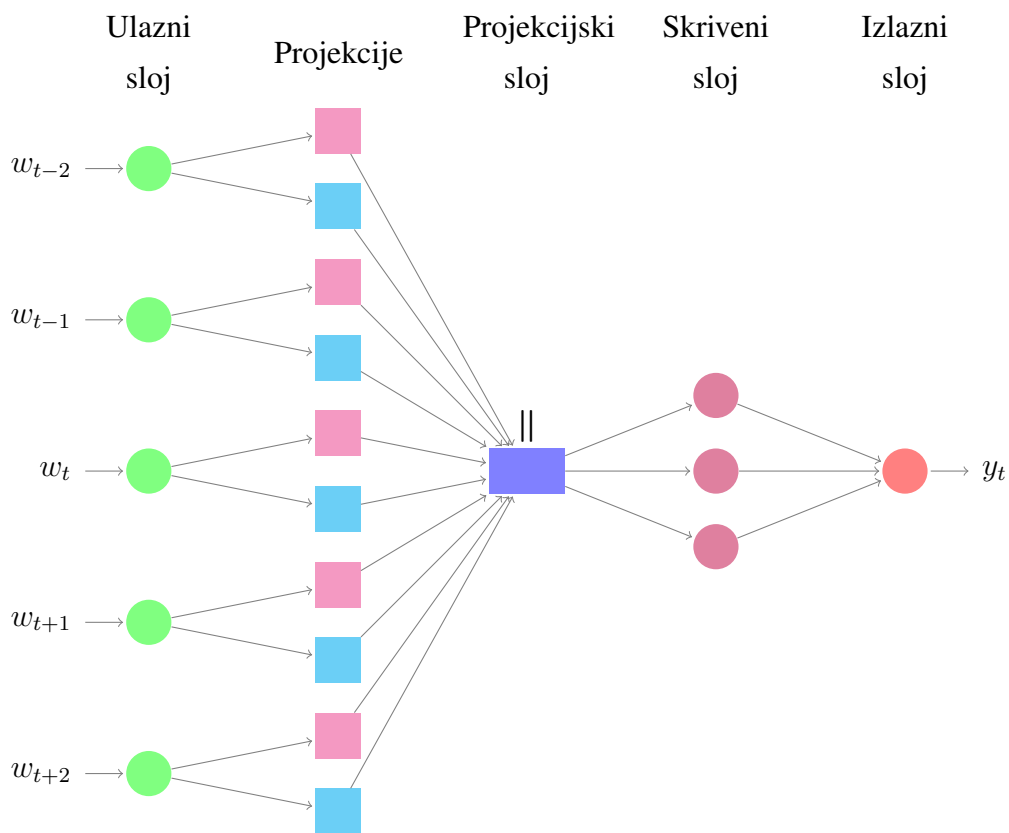 Ulazni
sloj
Projekcije
Projekcijski
sloj
Skriveni
sloj
Izlazni
sloj
w_{t−2}
w_{t−1}
w_t
w_{t+1}
w_{t+2}
||
y_t